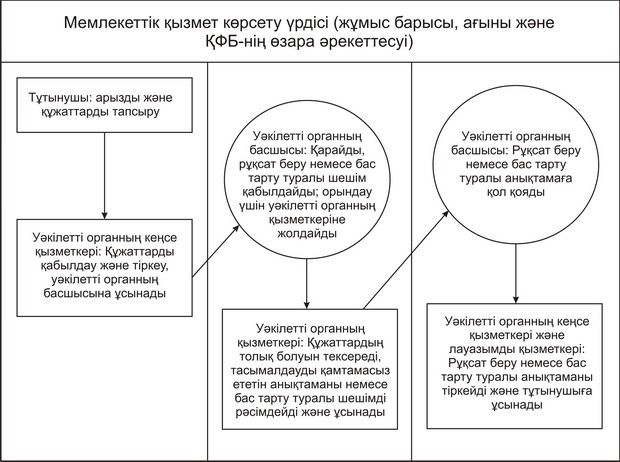 Мемлекеттік қызмет көрсету үрдісі (жұмыс барысы, ағыны және
ҚФБ-нің өзара әрекеттесуі)
Тұтынушы: арызды және
құжаттарды тапсыру
Уәкілетті органның кеңсе
қызметкері: Құжаттарды
қабылдау және тіркеу,
уәкілетті органның
басшысына ұсынады
Уәкілетті органның
басшысы: Қарайды,
рұқсат беру немесе бас
тарту туралы шешім
қабылдайды; орындау
үшін уәкілетті органның
қызметкеріне
жолдайды
Уәкілетті органның
қызметкері: Құжаттардың
толық болуын тексереді,
тасымалдауды қамтамасыз
ететін анықтаманы немесе
бас тарту туралы шешімді
рәсімдейді және ұсынады
Уәкілетті органның
басшысы: Рұқсат беру
немесе бас тарту
туралы анықтамаға
қол қояды
Уәкілетті органның кеңсе
қызметкері және
лауазымды қызметкері:
Рұқсат беру немесе бас
тарту туралы анықтаманы
тіркейді және тұтынушыға
ұсынады